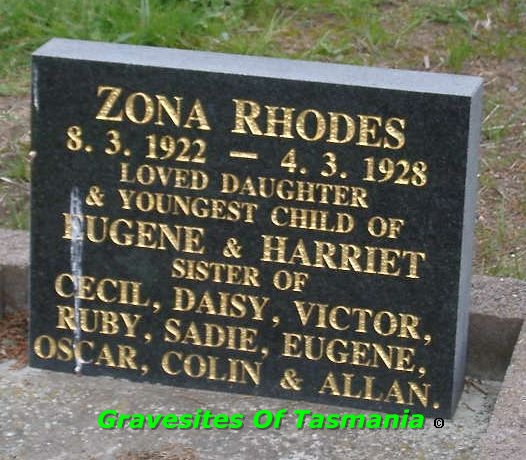 ZONA RHODES
8. 3. 1922 — 4. 3. 1928
LOVED DAUGHTER
& YOUNGEST CHILD OF
EUGENE & HARRIET
SISTER OF
CECIL, DAISY, VICTOR,
RUBY, SADIE, EUGENE,
OSCAR, COLIN & ALLAN.
Gravesites Of Tasmania ©